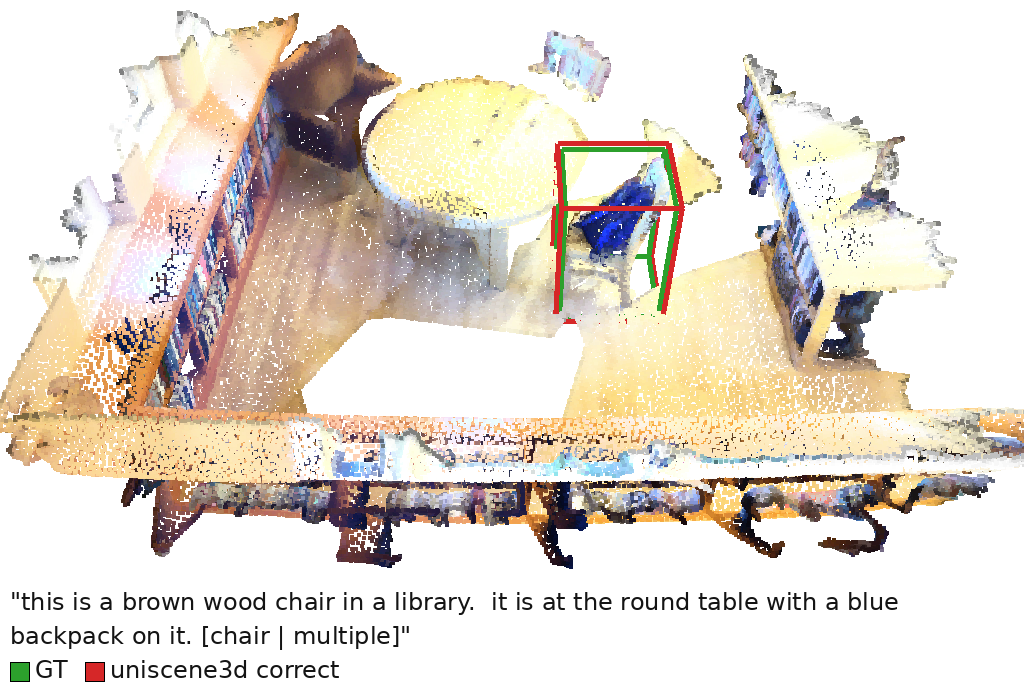 "this is a brown wood chair in a library.  it is at the round table with a blue
backpack on it. [chair | multiple]"
GT uniscene3d correct